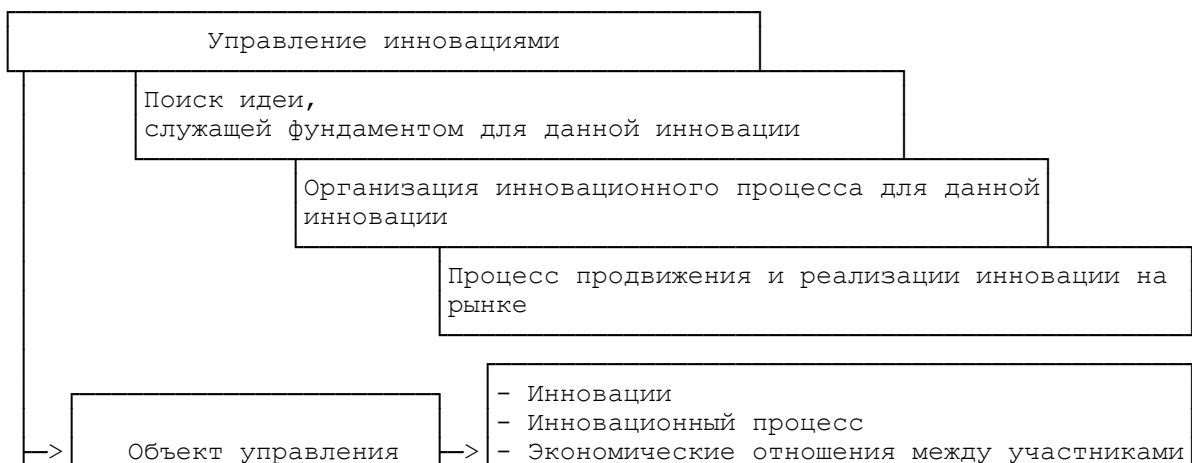 Управление инновациями
Поиск идеи,
служащей фундаментом для данной инновации
Организация инновационного процесса для данной
инновации
Процесс продвижения и реализации инновации на
рынке
- Инновации
- Инновационный процесс
Объект управления
- Экономические отношения между участниками